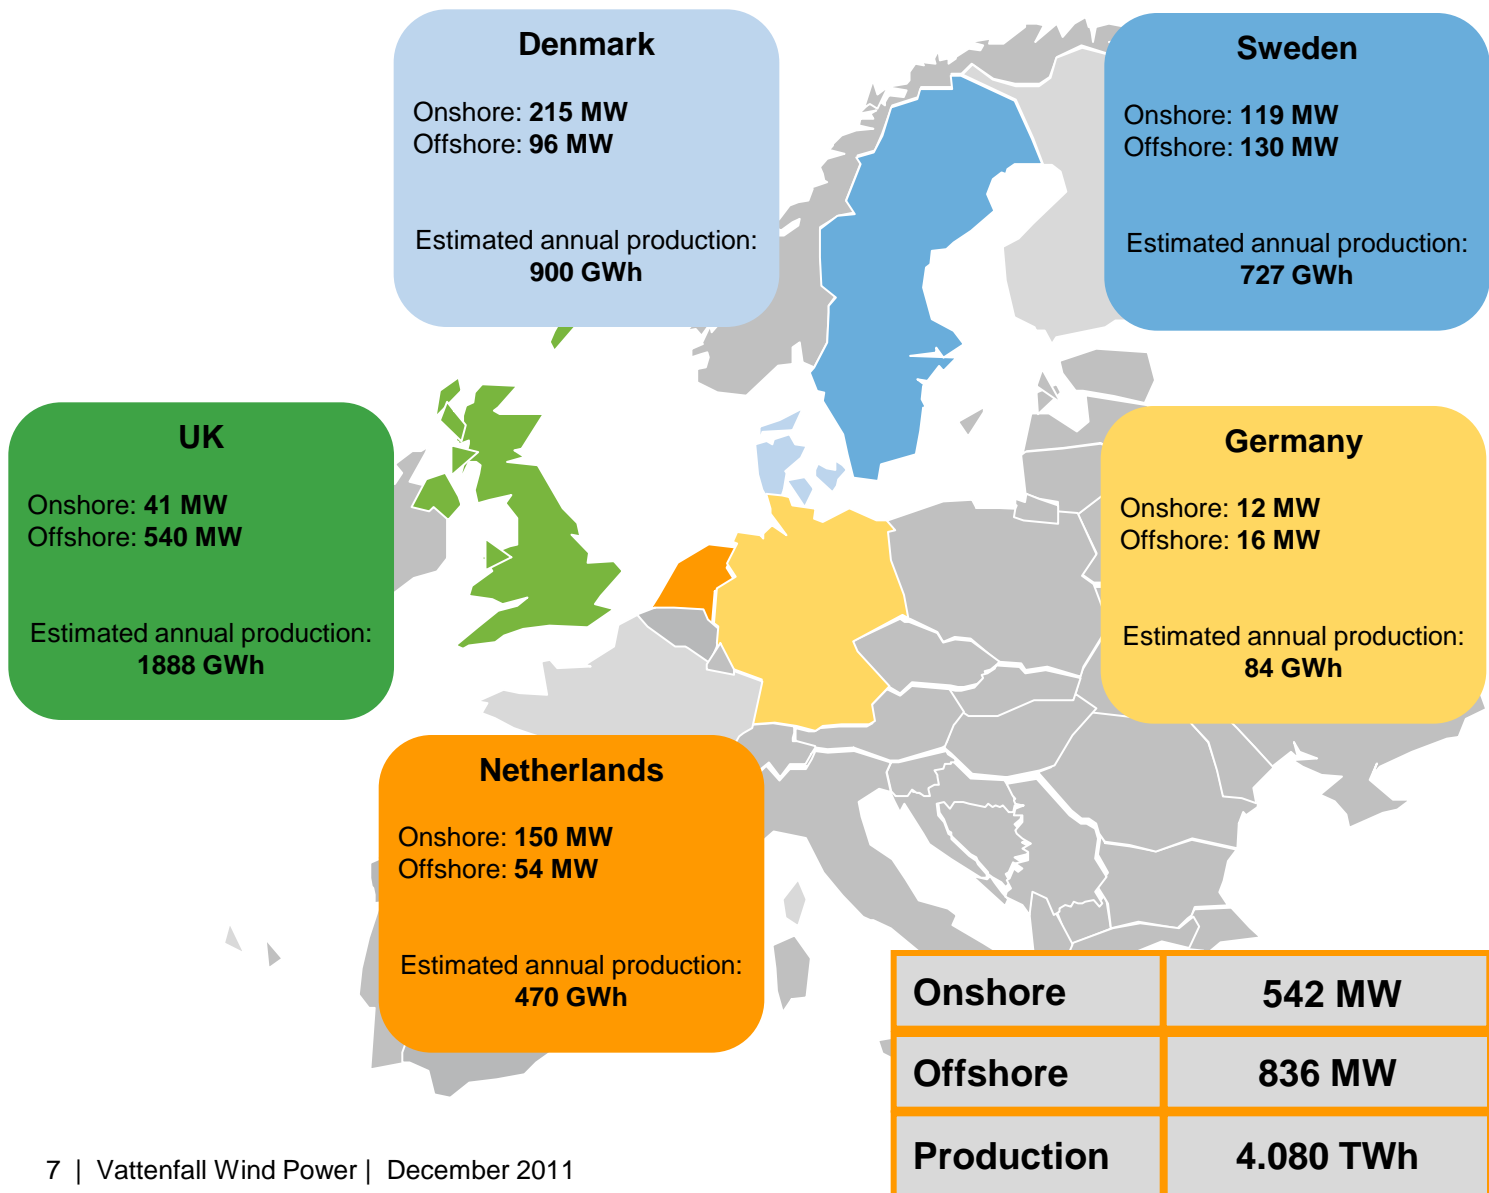 Denmark
Onshore: 215 MW
Offshore: 96 MW
Estimated annual production:
900 GWh
Sweden
Onshore: 119 MW
Offshore: 130 MW
Estimated annual production:
727 GWh
UK
Onshore: 41 MW
Offshore: 540 MW
Estimated annual production:
1888 GWh
Germany
Onshore: 12 MW
Offshore: 16 MW
Estimated annual production:
84 GWh
Netherlands
Onshore: 150 MW
Offshore: 54 MW
Estimated annual production:
470 GWh
Onshore 542 MW
Offshore 836 MW
Production 4.080 TWh
7 | Vattenfall Wind Power | December 2011